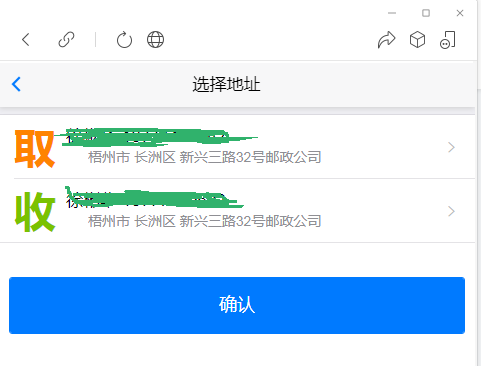 选择地址
取
梧州市 长洲区 新兴三路32号邮政公司
收
梧州市 长洲区 新兴三路32号邮政公司
确认